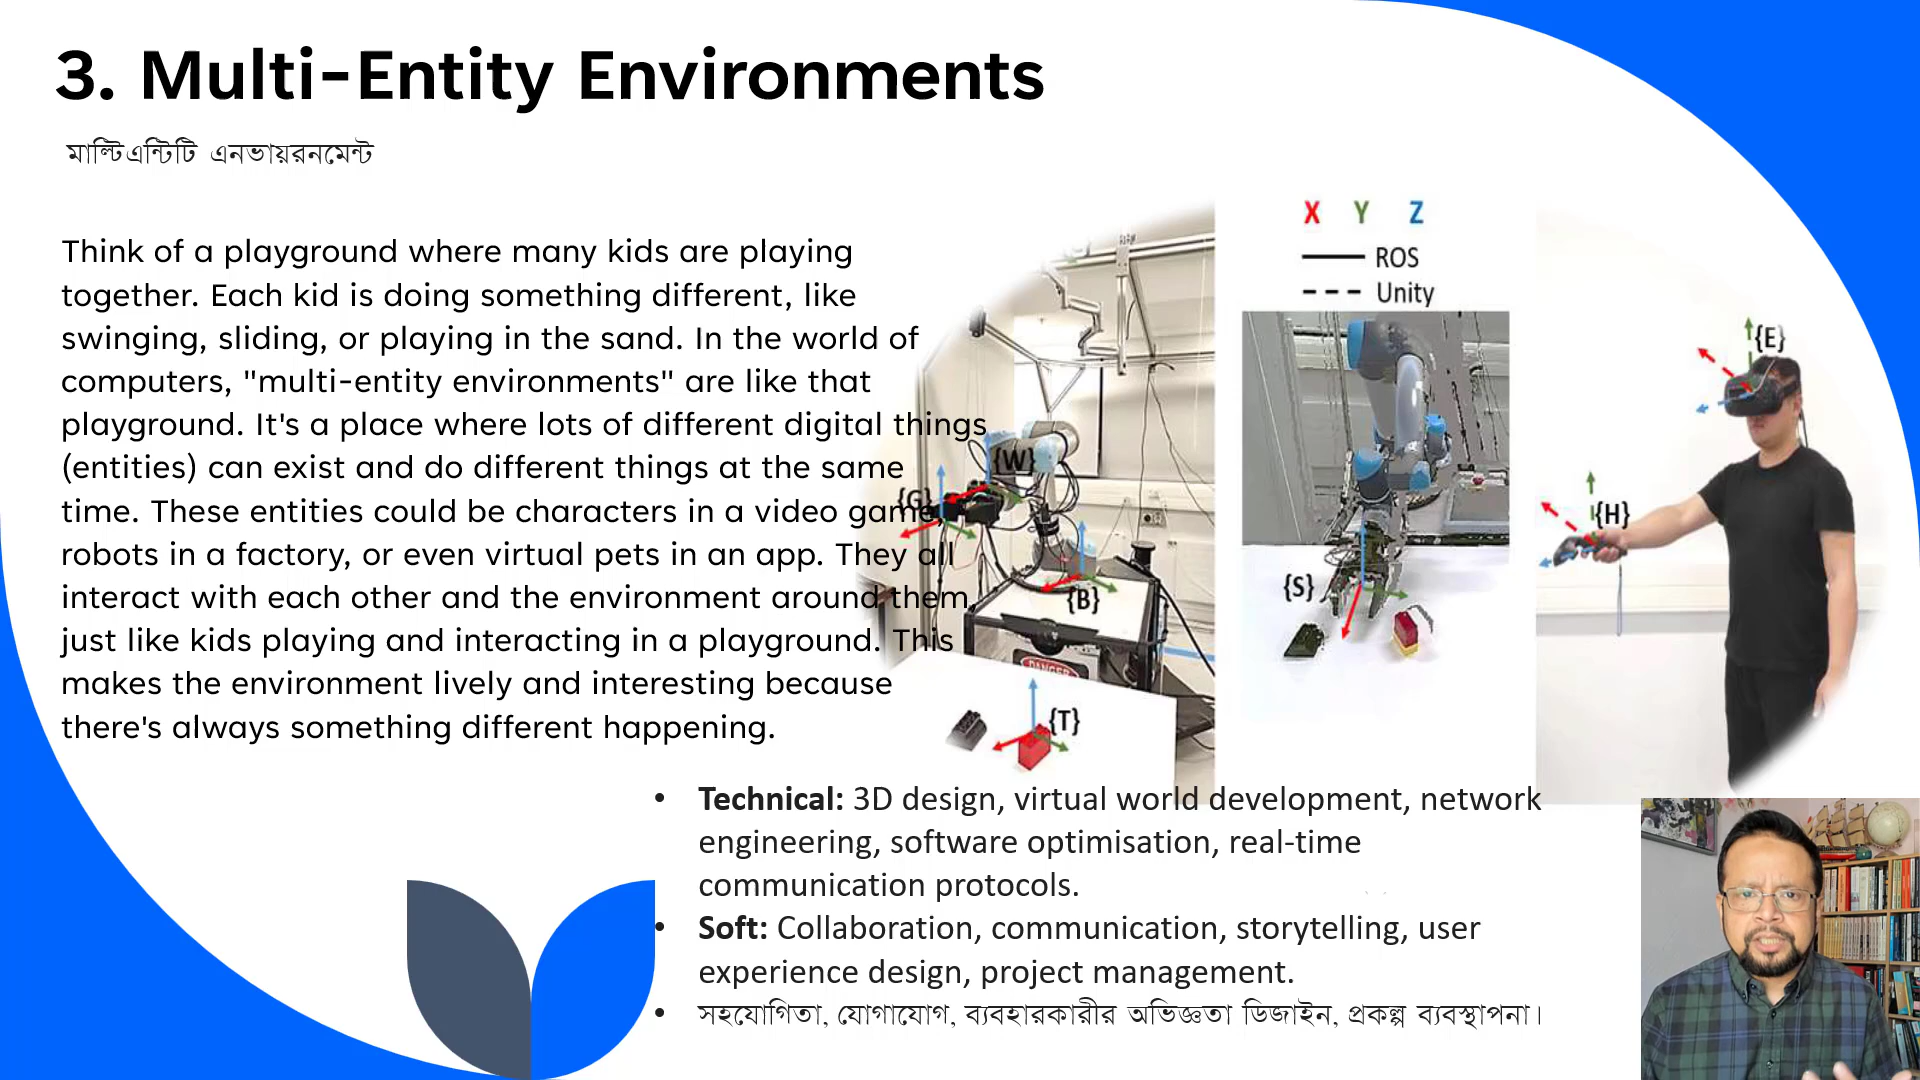 3. Multi-Entity Environments
মাল্টিএন্টিটি এনভায়রনমেন্ট
Think of a playground where many kids are playing
together. Each kid is doing something different, like
swinging, sliding, or playing in the sand. In the world of
computers, "multi-entity environments" are like that
playground. It's a place where lots of different digital things
(entities) can exist and do different things at the same
time. These entities could be characters in a video game,
robots in a factory, or even virtual pets in an app. They all
interact with each other and the environment around them,
just like kids playing and interacting in a playground. This
makes the environment lively and interesting because
there's always something different happening.
X Y Z
ROS
Unity
{W}
{G}
{B}
{T}
DANGER
{S}
{E}
{H}
• Technical: 3D design, virtual world development, network
engineering, software optimisation, real-time
communication protocols.
• Soft: Collaboration, communication, storytelling, user
experience design, project management.
• সহযোগিতা, যোগাযোগ, ব্যবহারকারীর অভিজ্ঞতা ডিজাইন, প্রকল্প ব্যবস্থাপনা।